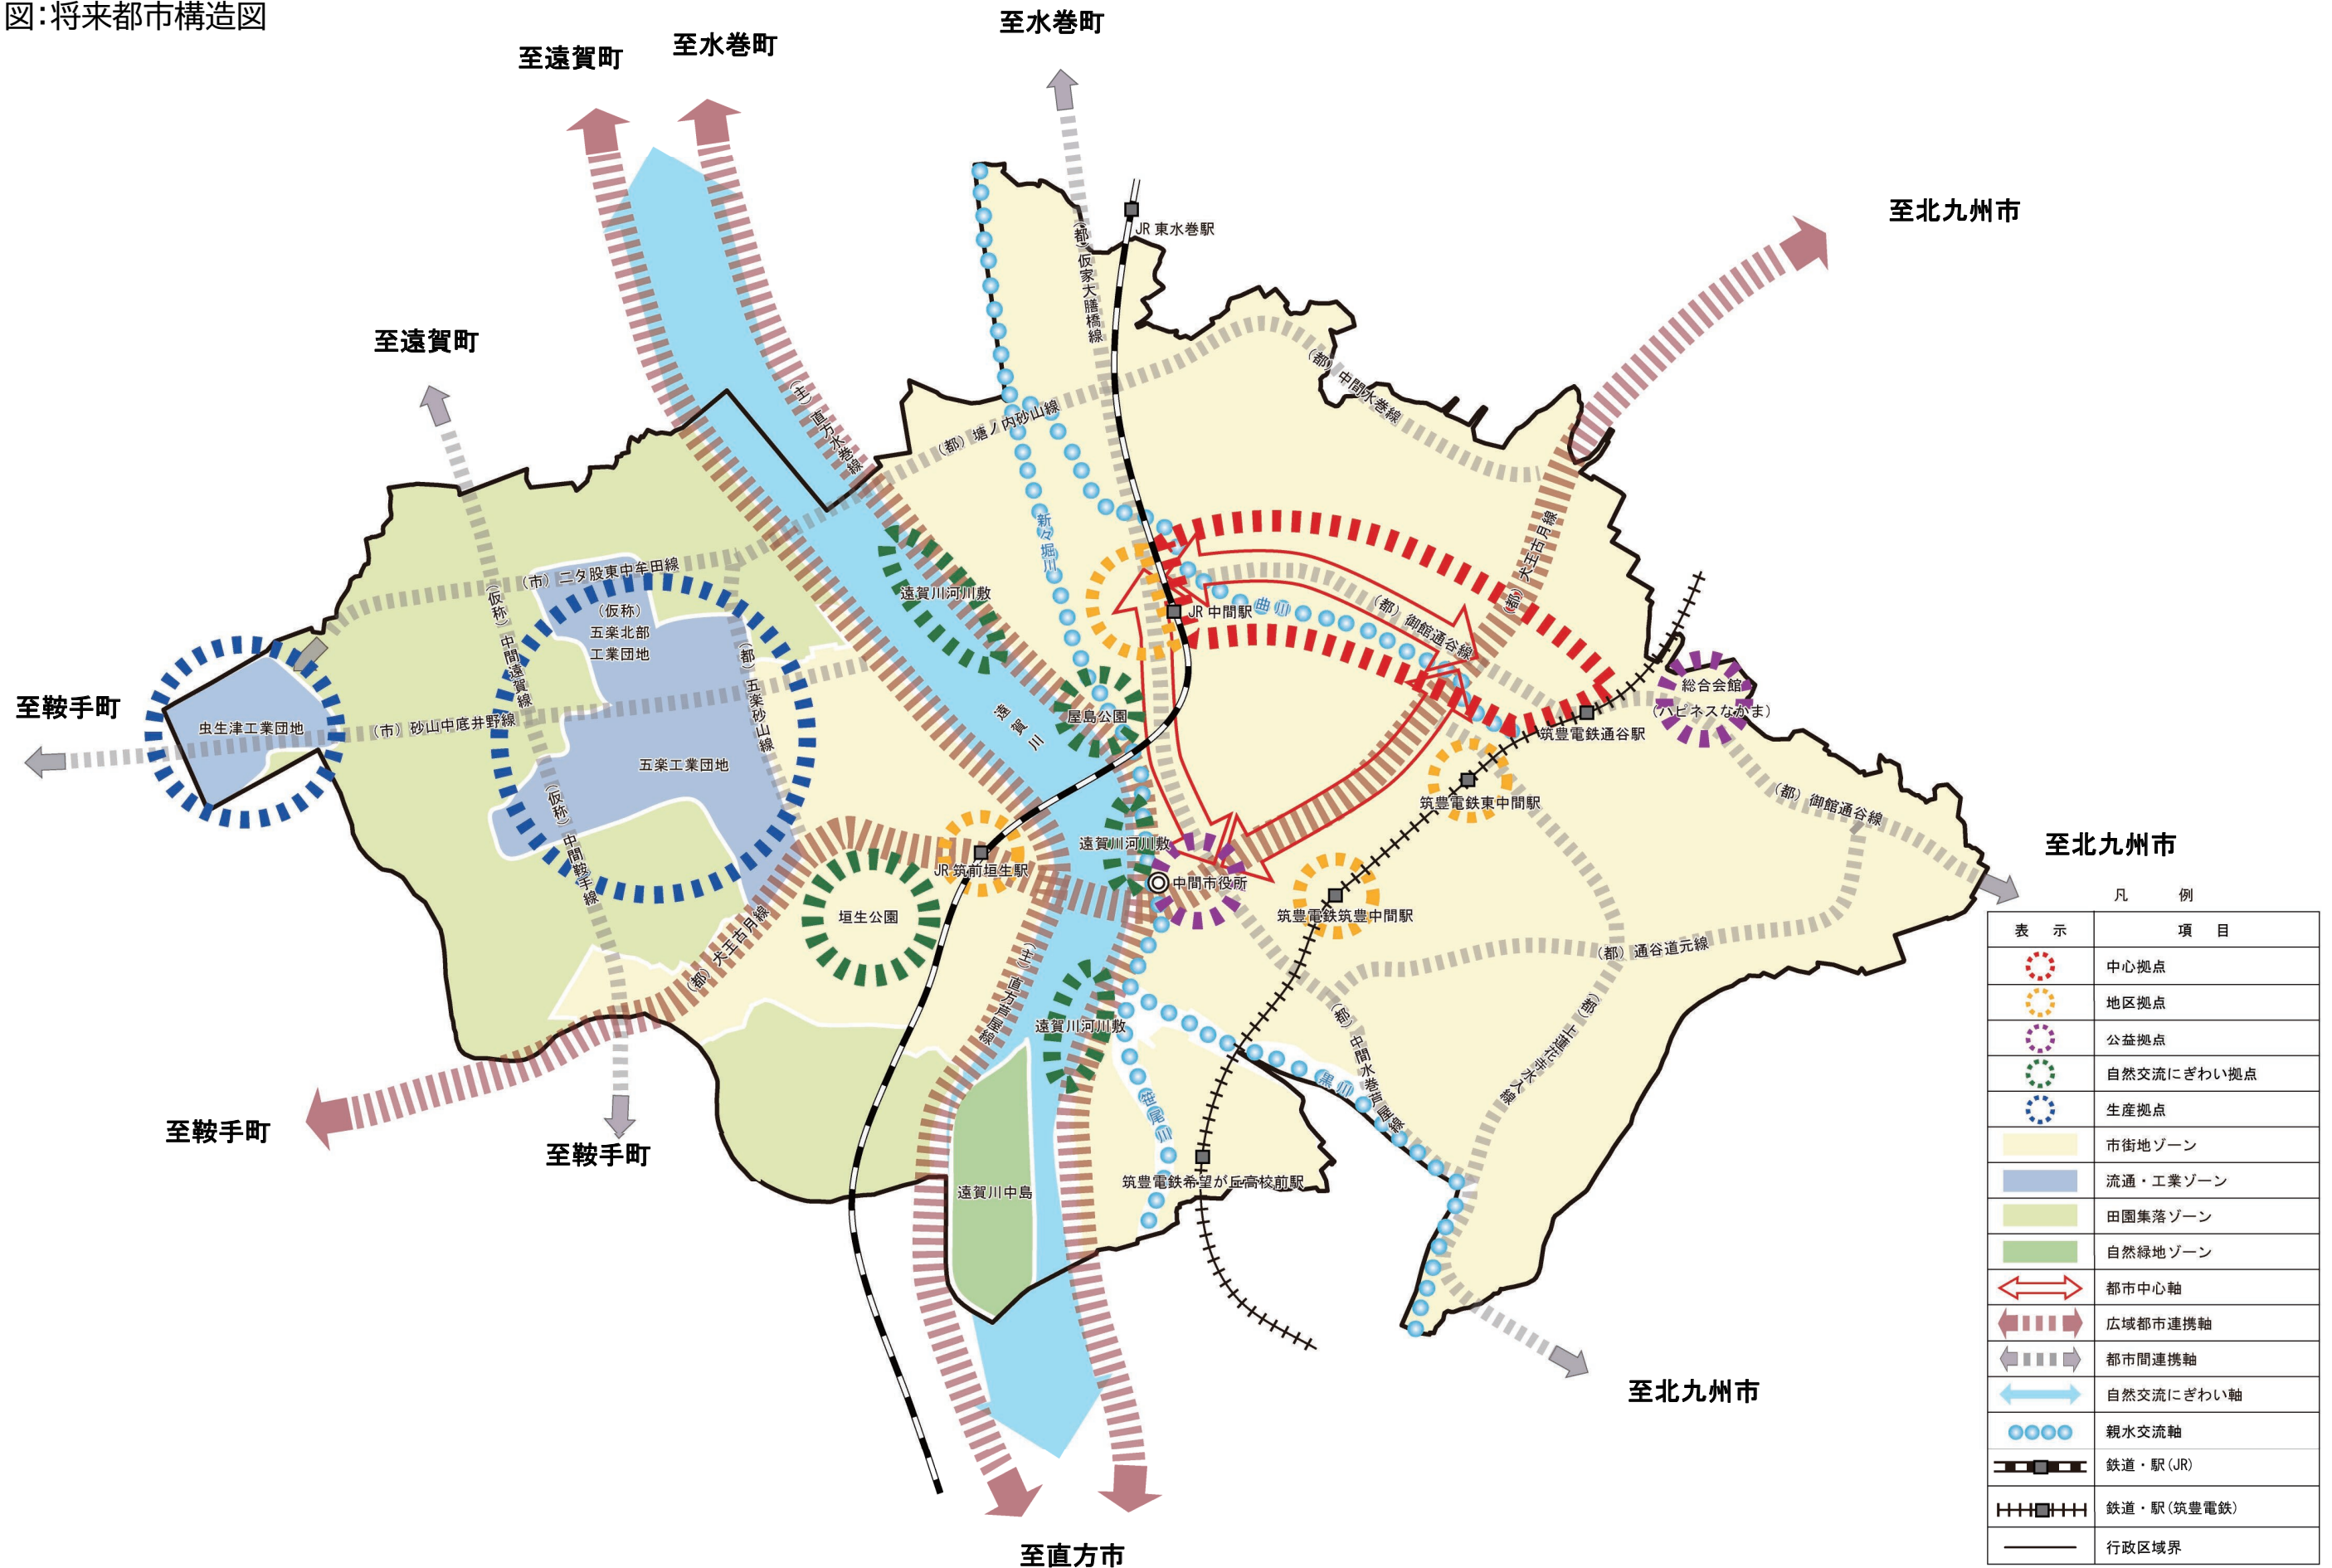 図：将来都市構造図
至水巻町
至遠賀町
至水巻町
至北九州市
JR 東水巻駅
（都）仮家大膳橋線
至遠賀町
（都）中間水巻線
（主）直方水巻線
（都）塘ノ内砂山線
新々堀川
（都）犬王古月線
（市）二タ股東中牟田線
（仮称）中間遠賀線
（仮称）
五楽北部
工業団地
遠賀川河川敷
JR 中間駅
曲川
（都）御館通谷線
（都）五楽砂山線
総合会館
（ハピネスなかま）
至鞍手町
虫生津工業団地
（市）砂山中底井野線
遠賀川
屋島公園
筑豊電鉄通谷駅
五楽工業団地
（仮称）中間鞍手線
筑豊電鉄東中間駅
（都）御館通谷線
至北九州市
遠賀川河川敷
JR 筑前垣生駅
中間市役所
垣生公園
筑豊電鉄筑豊中間駅
（都）犬王古月線
（主）直方芦屋線
（都）通谷道元線
遠賀川河川敷
（都）中間水巻芦屋線
（都）上蓮花寺水入線
黒川
笹尾川
至鞍手町
至鞍手町
遠賀川中島
筑豊電鉄希望が丘高校前駅
至北九州市
至直方市
凡　例
表　示　項　目
中心拠点
地区拠点
公益拠点
自然交流にぎわい拠点
生産拠点
市街地ゾーン
流通・工業ゾーン
田園集落ゾーン
自然緑地ゾーン
都市中心軸
広域都市連携軸
都市間連携軸
自然交流にぎわい軸
親水交流軸
鉄道・駅(JR)
鉄道・駅(筑豊電鉄)
行政区域界